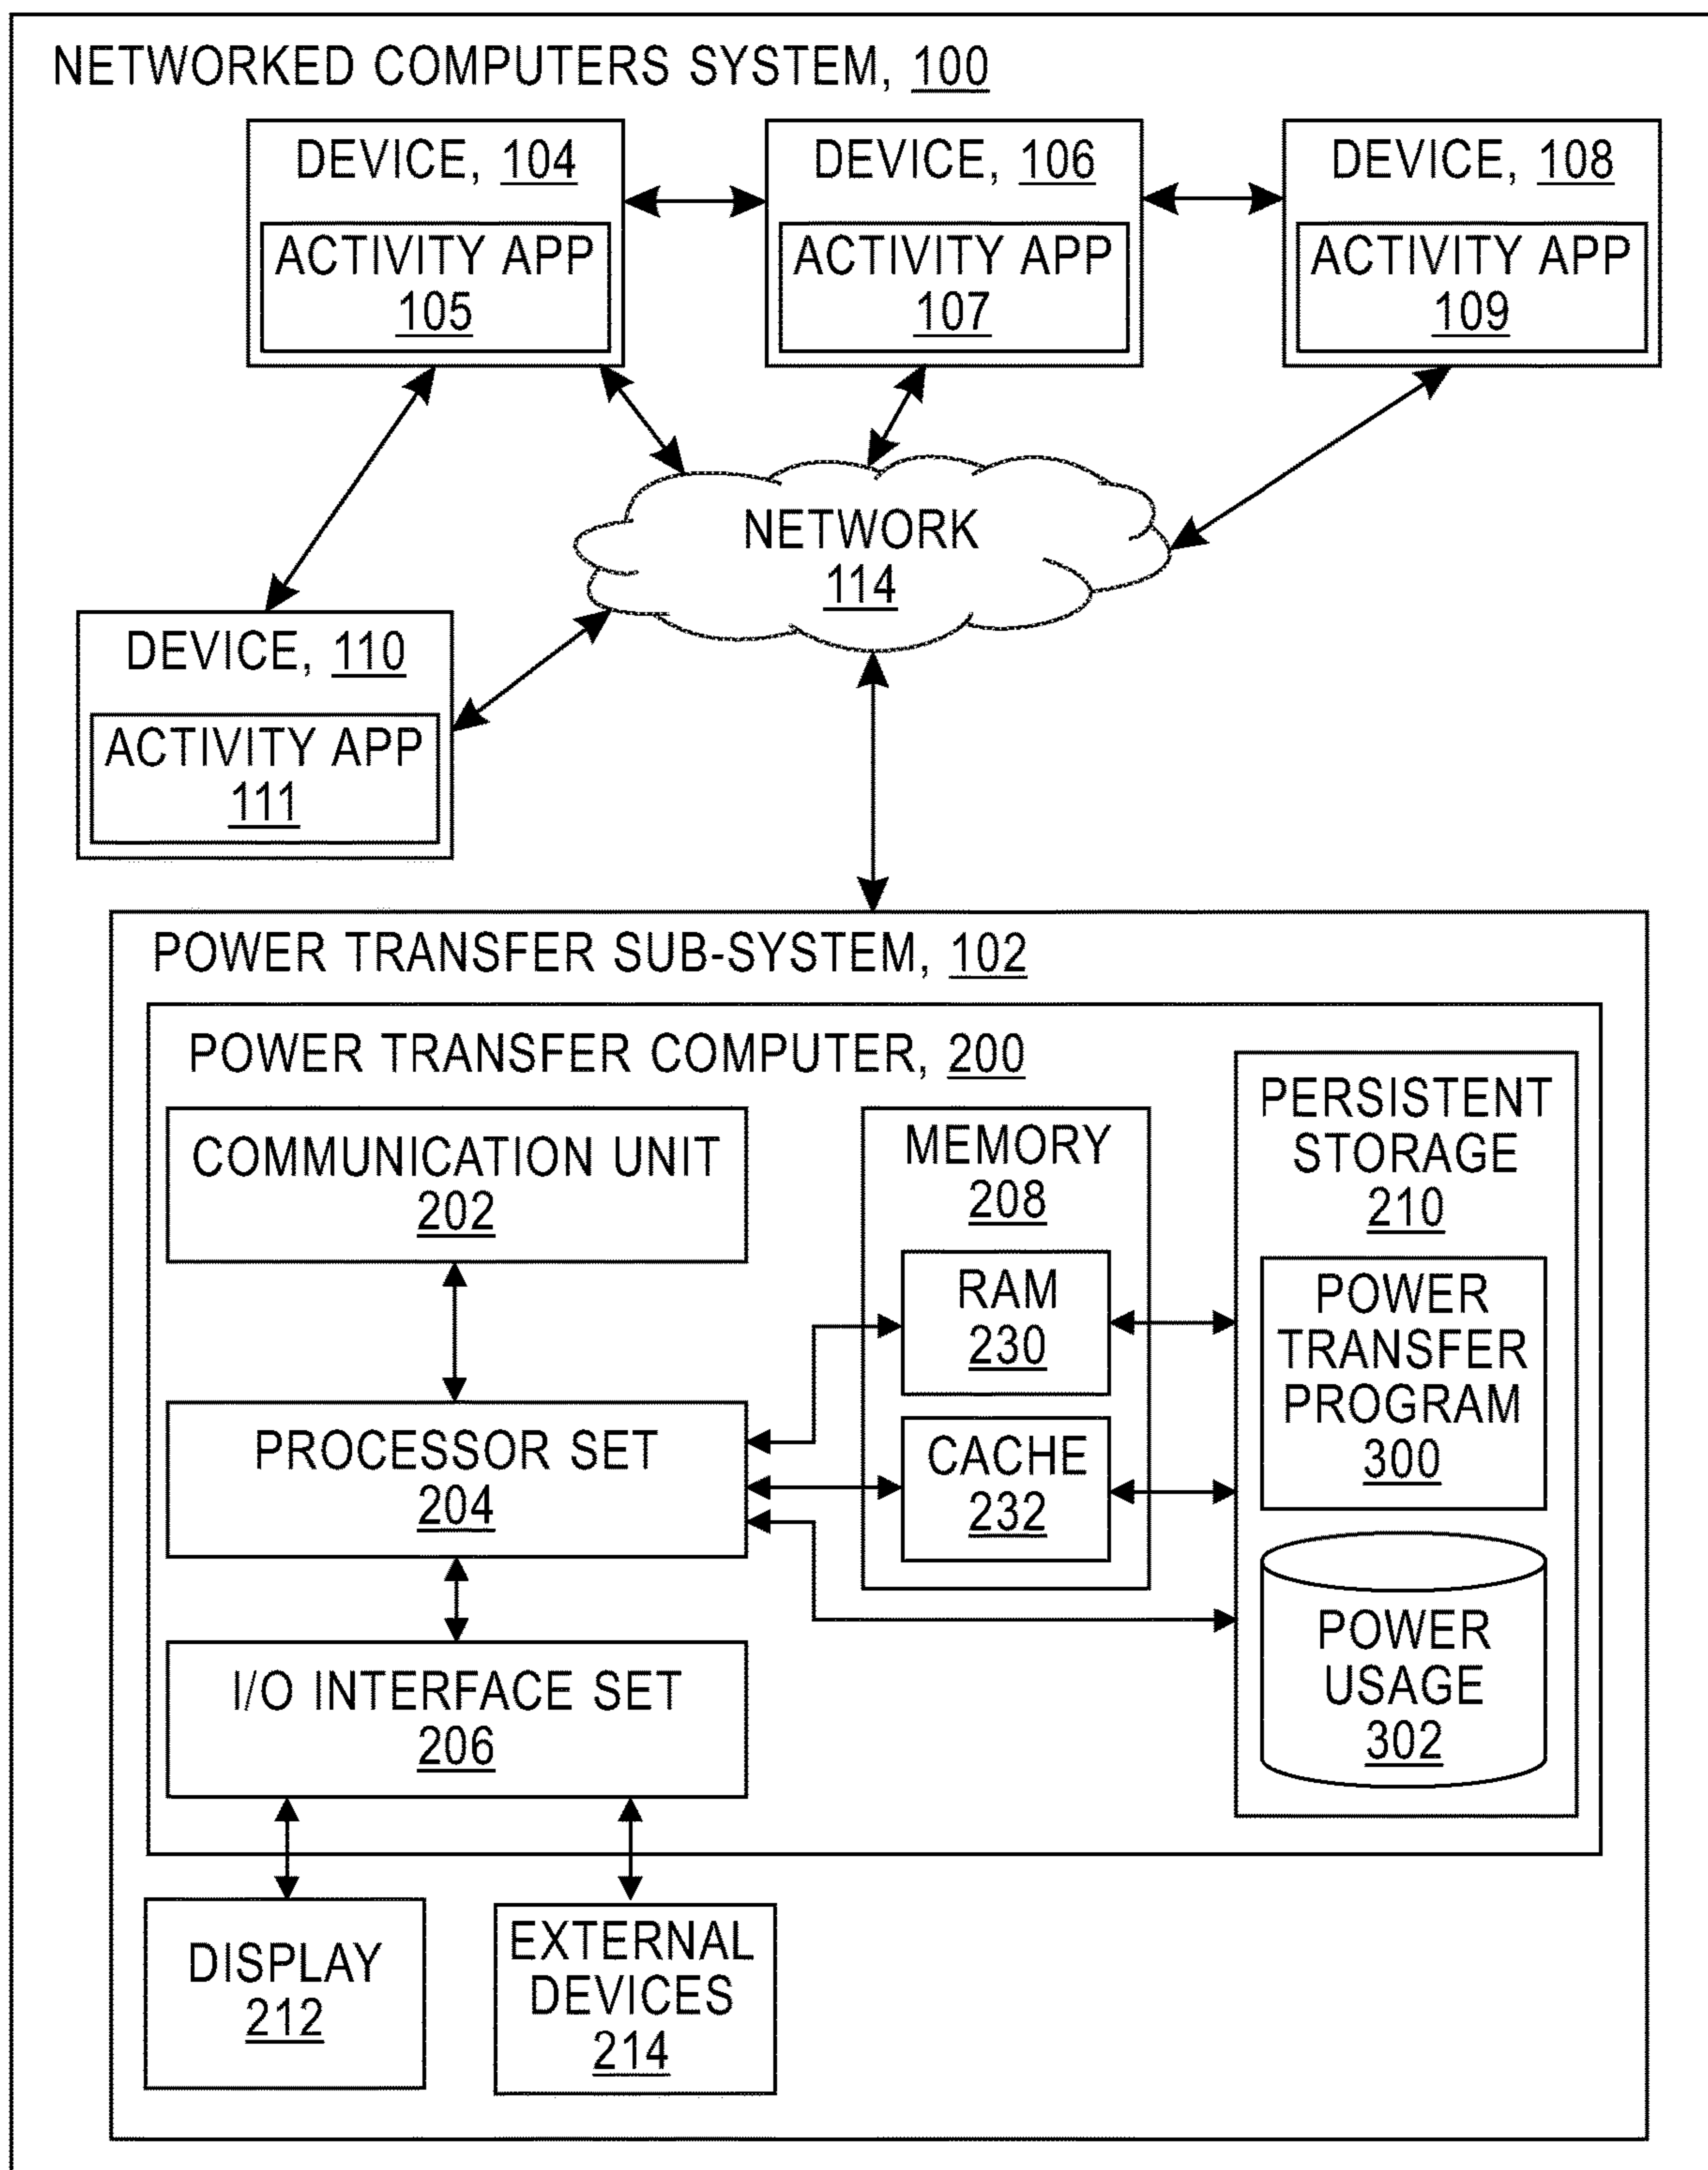 NETWORKED COMPUTERS SYSTEM, 100
DEVICE, 104
ACTIVITY APP
105
DEVICE, 106
ACTIVITY APP
107
DEVICE, 108
ACTIVITY APP
109
NETWORK
114
DEVICE, 110
ACTIVITY APP
111
POWER TRANSFER SUB-SYSTEM, 102
POWER TRANSFER COMPUTER, 200
COMMUNICATION UNIT
202
PROCESSOR SET
204
I/O INTERFACE SET
206
MEMORY
208
RAM
230
CACHE
232
PERSISTENT
STORAGE
210
POWER
TRANSFER
PROGRAM
300
POWER
USAGE
302
DISPLAY
212
EXTERNAL
DEVICES
214